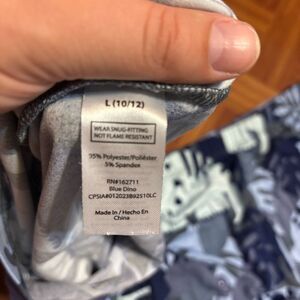 L (10/12)
WEAR SNUG-FITTING
NOT FLAME RESISTANT
95% Polyester/Poliéster
5% Spandex
RN#162711
Blue Dino
CPSIA#012023B92S10LC
Made In / Hecho En
China